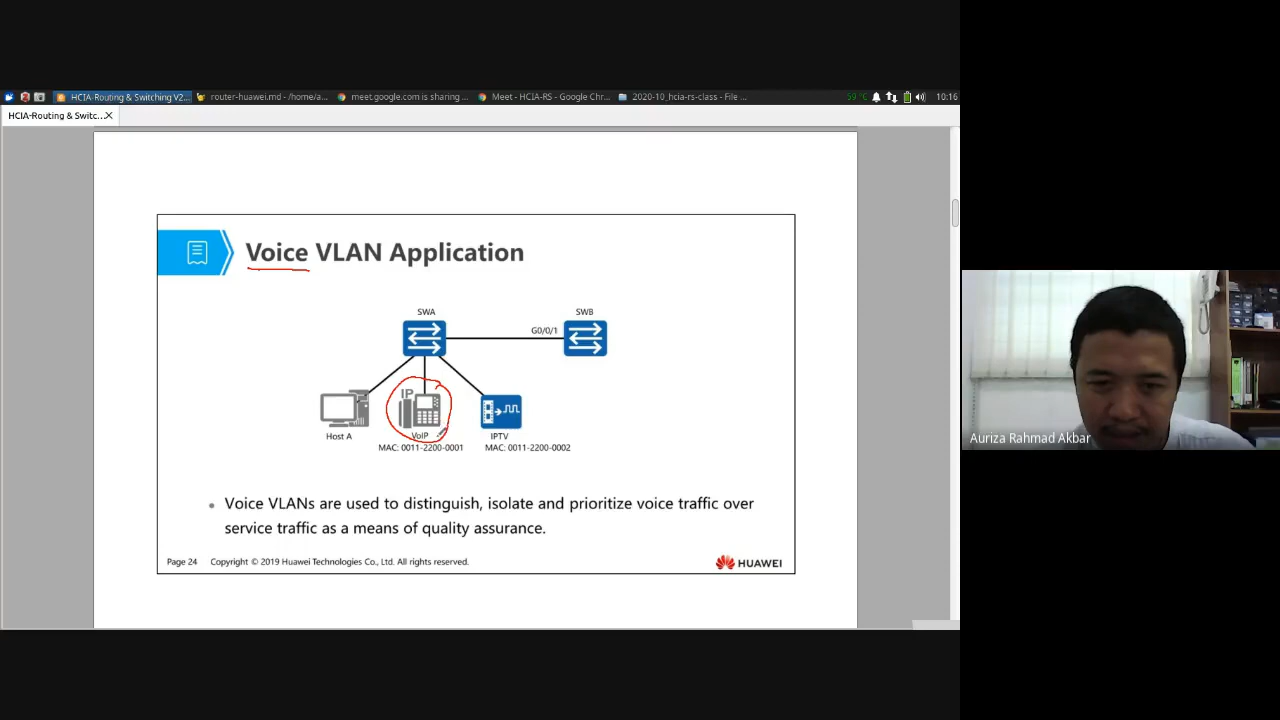 HCIA-Routing & Switching V2...
router-huawei.md - /home/a...
meet.google.com is sharing ...
Meet - HCIA-RS - Google Chr...
2020-10_hcia-rs-class - File ...
59 °C
10:16
HCIA-Routing & Switc...
Voice VLAN Application
SWA
SWB
G0/0/1
IP
Host A
VoIP
IPTV
MAC: 0011-2200-0001
MAC: 0011-2200-0002
Voice VLANs are used to distinguish, isolate and prioritize voice traffic over
service traffic as a means of quality assurance.
Page 24
Copyright © 2019 Huawei Technologies Co., Ltd. All rights reserved.
HUAWEI
Auriza Rahmad Akbar